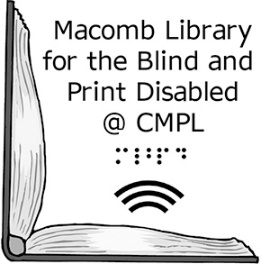 Macomb Library
for the Blind and
Print Disabled
@ CMPL
⠍⠇⠃⠏⠙